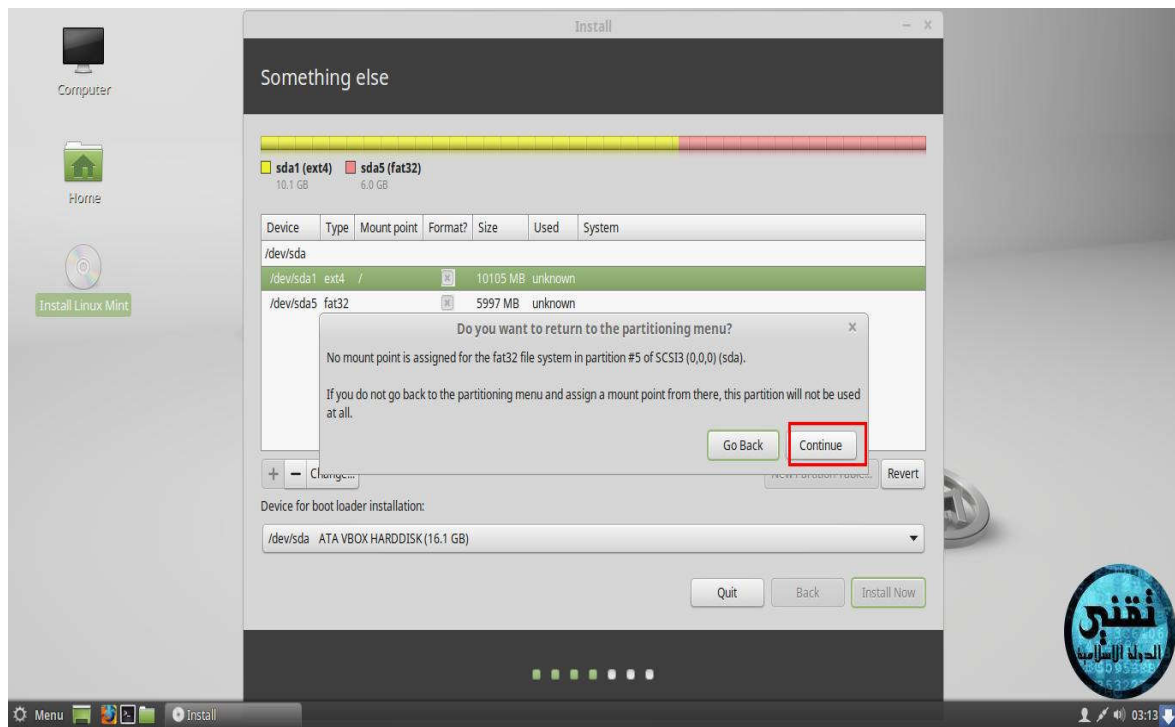 Install
Computer
Something else
sda1 (ext4) sda5 (fat32)
10.1 GB 6.0 GB
Home
Device Type Mount point Format? Size Used System
/dev/sda
/dev/sda1 ext4 / 10105 MB unknown
Install Linux Mint
/dev/sda5 fat32 5997 MB unknown
Do you want to return to the partitioning menu?
No mount point is assigned for the fat32 file system in partition #5 of SCSI3 (0,0,0) (sda).
If you do not go back to the partitioning menu and assign a mount point from there, this partition will not be used
at all.
Go Back Continue
+ − Change... New Partition Table... Revert
Device for boot loader installation:
/dev/sda ATA VBOX HARDDISK (16.1 GB)
Quit Back Install Now
تقني
الدولة الإسلامية
Menu Install 03:13